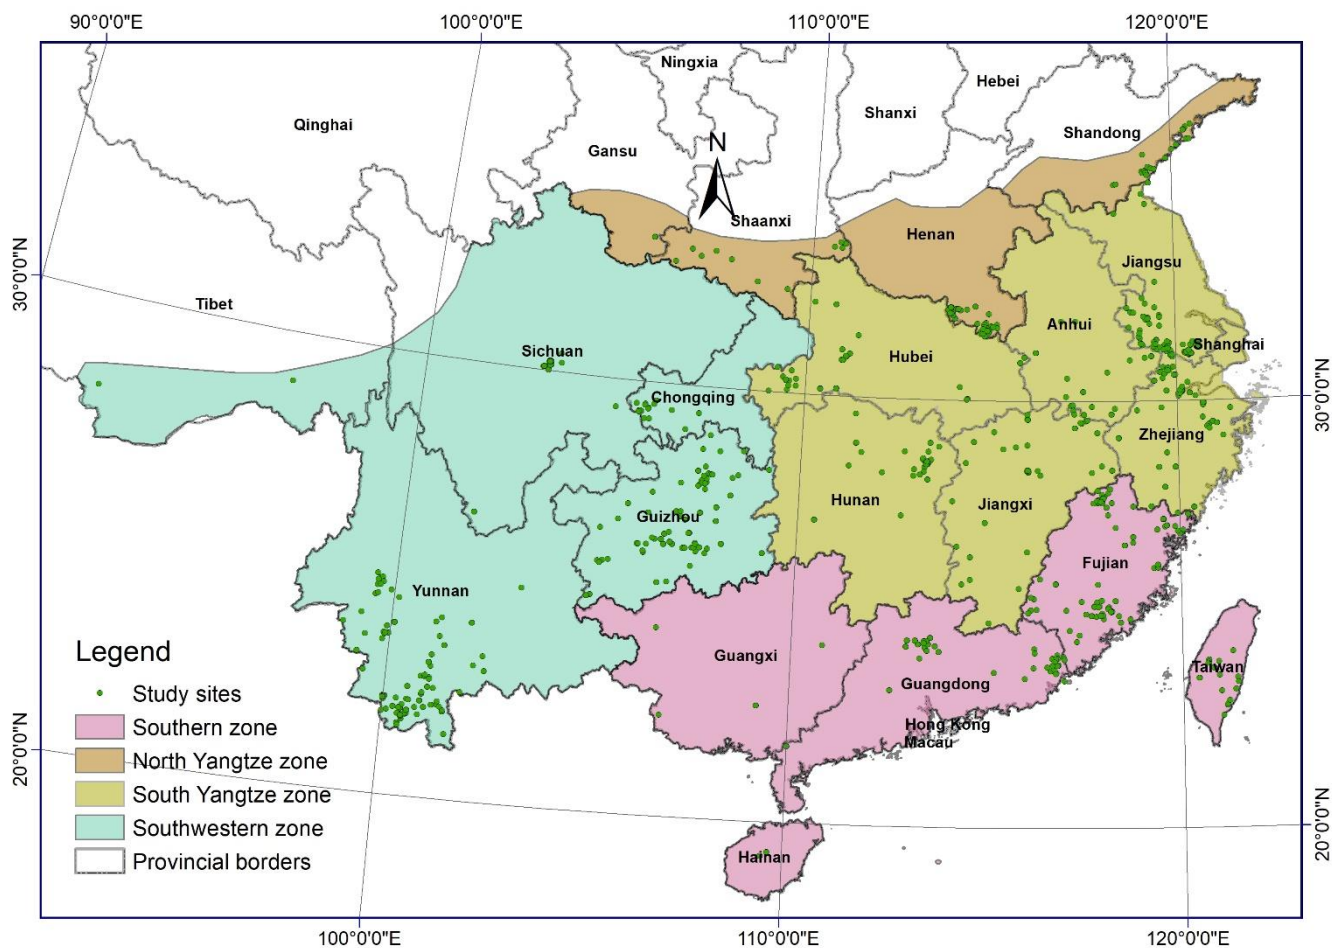 90°0'0"E 100°0'0"E 110°0'0"E 120°0'0"E
Ningxia
Hebei
Shanxi
Qinghai
Shandong
Gansu
N
Shaanxi
Henan
30°0'0"N
Jiangsu
Tibet
Anhui
Shanghai
Sichuan
Hubei
Chongqing
30°0'0"N
Zhejiang
Hunan
Jiangxi
Guizhou
Fujian
Yunnan
Guangxi
Taiwan
Guangdong
Hong Kong
Macau
20°0'0"N
20°0'0"N
Hainan
Legend
Study sites
Southern zone
North Yangtze zone
South Yangtze zone
Southwestern zone
Provincial borders
100°0'0"E 110°0'0"E 120°0'0"E